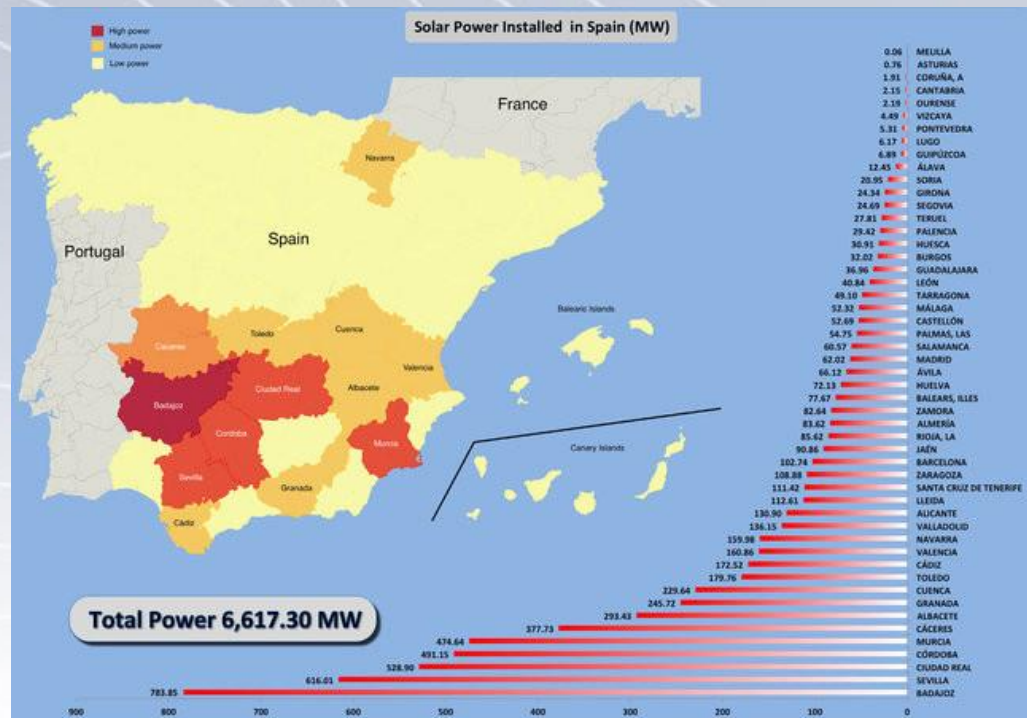 Solar Power Installed in Spain (MW)
High power
Medium power
Low power
France
Navarra
Portugal
Spain
Balearic Islands
Toledo
Cuenca
Cáceres
Valencia
Ciudad Real
Albacete
Badajoz
Cordoba
Murcia
Canary Islands
Sevilla
Granada
Cádiz
Total Power 6,617.30 MW
0.06 MELILLA
0.76 ASTURIAS
1.91 CORUÑA, A
2.15 CANTABRIA
2.19 OURENSE
4.49 VIZCAYA
5.31 PONTEVEDRA
6.17 LUGO
6.89 GUIPÚZCOA
12.45 ÁLAVA
20.95 SORIA
24.34 GIRONA
24.69 SEGOVIA
27.81 TERUEL
29.42 PALENCIA
30.91 HUESCA
32.02 BURGOS
36.96 GUADALAJARA
40.84 LEÓN
49.10 TARRAGONA
52.32 MÁLAGA
52.69 CASTELLÓN
54.75 PALMAS, LAS
60.57 SALAMANCA
62.02 MADRID
66.12 ÁVILA
72.13 HUELVA
77.67 BALEARS, ILLES
82.64 ZAMORA
83.62 ALMERÍA
85.62 RIOJA, LA
90.86 JAÉN
102.74 BARCELONA
108.88 ZARAGOZA
111.42 SANTA CRUZ DE TENERIFE
112.61 LLEIDA
130.90 ALICANTE
136.15 VALLADOLID
159.98 NAVARRA
160.86 VALENCIA
172.52 CÁDIZ
179.76 TOLEDO
229.64 CUENCA
245.72 GRANADA
293.43 ALBACETE
377.73 CÁCERES
474.64 MURCIA
491.15 CÓRDOBA
528.90 CIUDAD REAL
616.01 SEVILLA
783.85 BADAJOZ
900 800 700 600 500 400 300 200 100 0